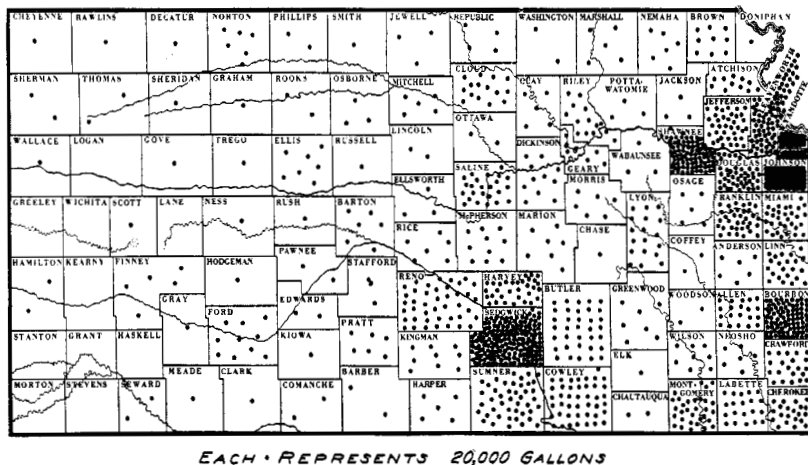 CHEYENNE RAWLINS DECATUR NORTON PHILLIPS SMITH JEWELL REPUBLIC WASHINGTON MARSHALL NEMAHA BROWN DONIPHAN
ATCHISON
SHERMAN THOMAS SHERIDAN GRAHAM ROOKS OSBORNE MITCHELL CLOUD CLAY RILEY POTTA-
WATOMIE JACKSON
JEFFERSON
OTTAWA
WALLACE LOGAN GOVE TREGO ELLIS RUSSELL LINCOLN DICKINSON SHAWNEE
GEARY WABAUNSEE DOUGLAS JOHNSON
ELLSWORTH SALINE MORRIS OSAGE
GREELEY WICHITA SCOTT LANE NESS RUSH BARTON LYON FRANKLIN MIAMI
RICE McPHERSON MARION CHASE
COFFEY ANDERSON LINN
PAWNEE
HAMILTON KEARNY FINNEY HODGEMAN STAFFORD
RENO HARVEY
GRAY EDWARDS BUTLER GREENWOOD WOODSON ALLEN BOURBON
FORD SEDGWICK
STANTON GRANT HASKELL KIOWA PRATT KINGMAN WILSON NEOSHO CRAWFORD
ELK
MEADE CLARK BARBER SUMNER COWLEY
MORTON STEVENS SEWARD COMANCHE HARPER CHAUTAUQUA MONT-
GOMERY LABETTE CHEROKEE
EACH • REPRESENTS 20,000 GALLONS